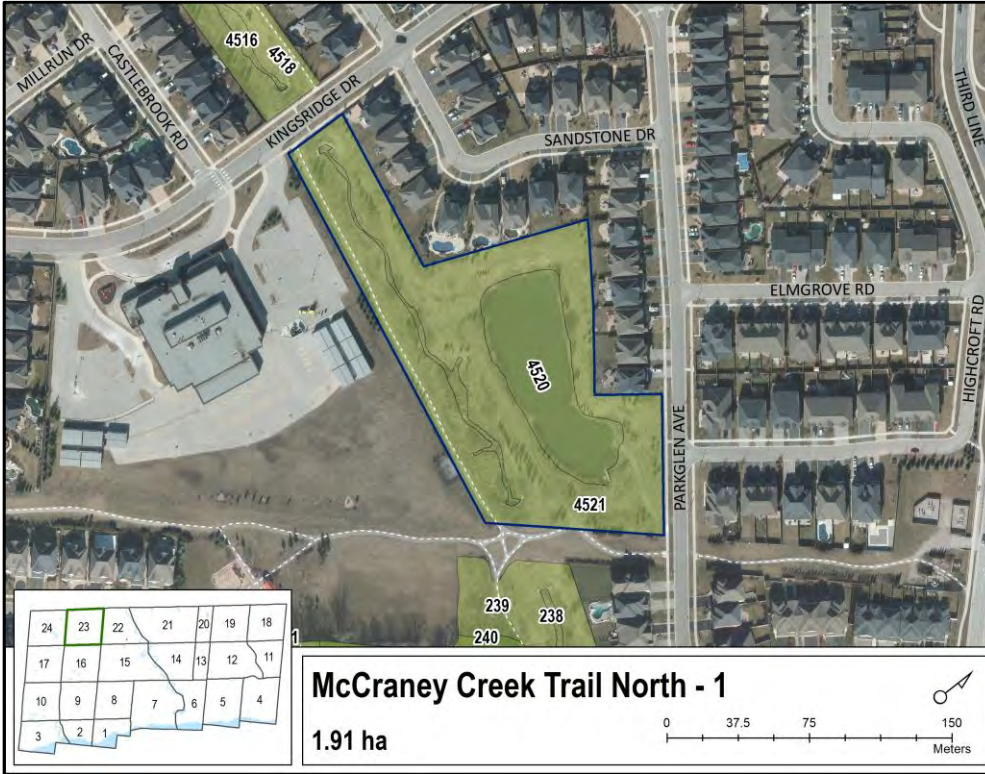 4516
4518
MILLRUN DR
CASTLEBROOK RD
KINGSRIDGE DR
SANDSTONE DR
THIRD LINE
ELMGROVE RD
HIGHCROFT RD
4520
PARKGLEN AVE
4521
239
238
240
1
24 23 22 21 20 19 18
17 16 15 14 13 12 11
10 9 8 7 6 5 4
3 2 1
McCraney Creek Trail North - 1
1.91 ha
0 37.5 75 150
Meters